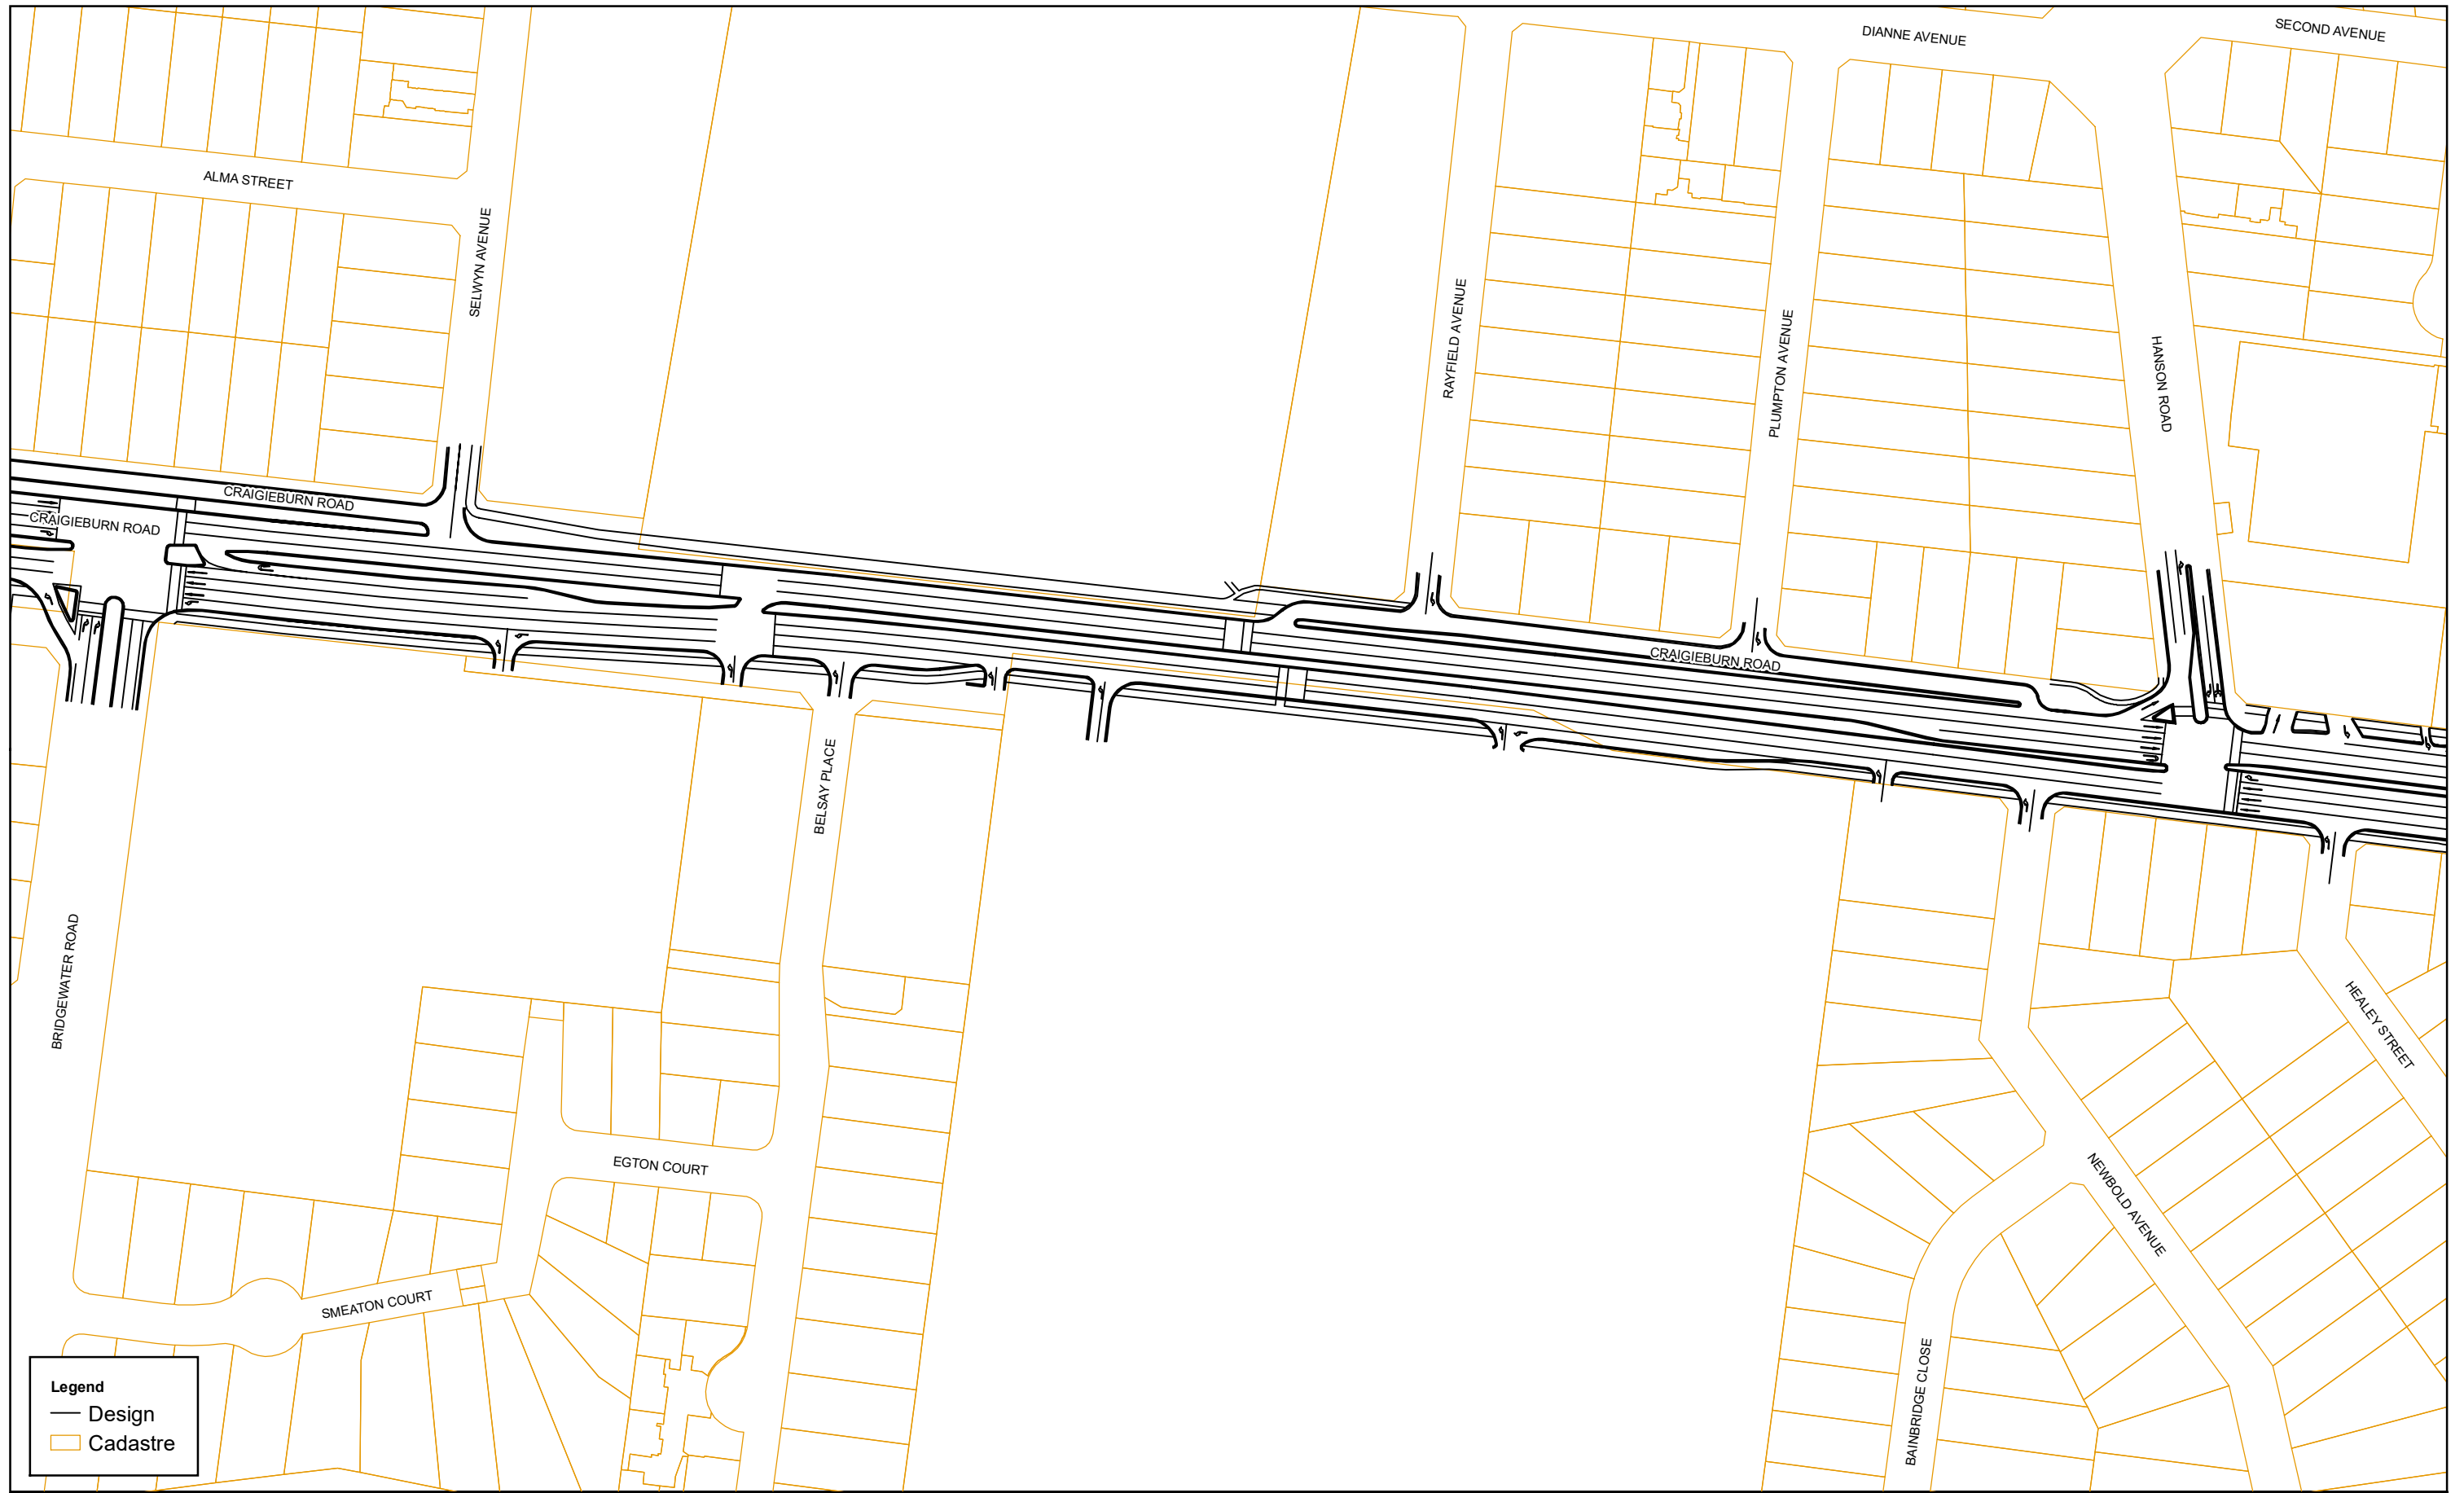 DIANNE AVENUE
SECOND AVENUE
ALMA STREET
SELWYN AVENUE
RAYFIELD AVENUE
PLUMPTON AVENUE
HANSON ROAD
CRAIGIEBURN ROAD
CRAIGIEBURN ROAD
CRAIGIEBURN ROAD
BELSAY PLACE
BRIDGEWATER ROAD
HEALEY STREET
EGTON COURT
NEWBOLD AVENUE
SMEATON COURT
BAINBRIDGE CLOSE
Legend
Design
Cadastre